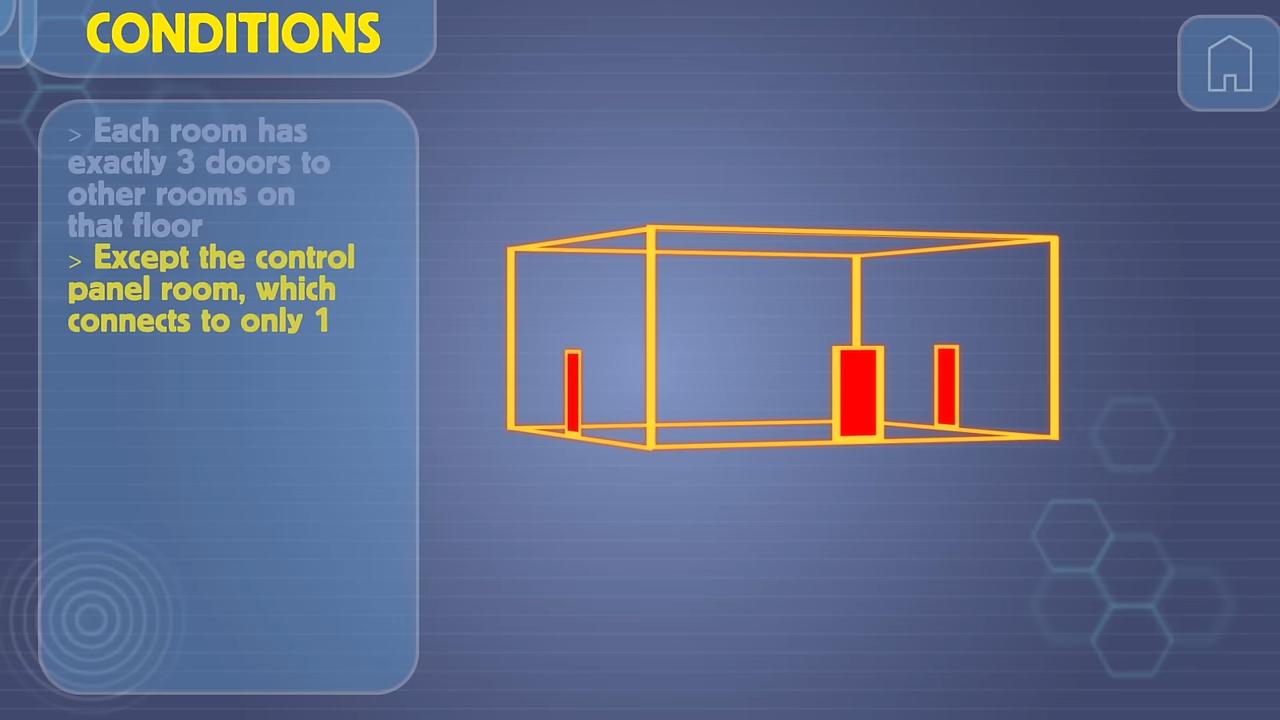 CONDITIONS
> Each room has
exactly 3 doors to
other rooms on
that floor
> Except the control
panel room, which
connects to only 1